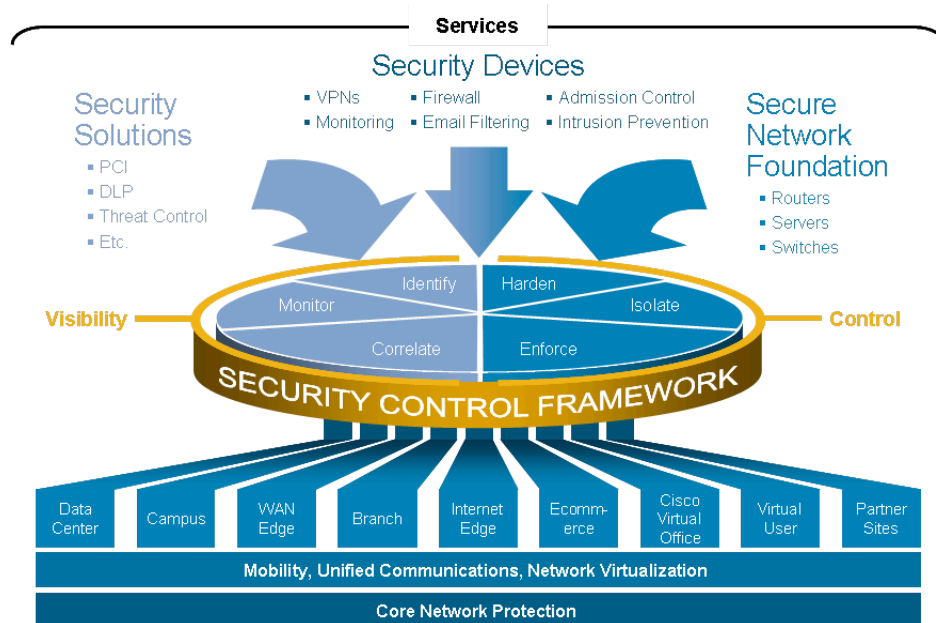 Services
Security Devices
▪ VPNs
▪ Firewall
▪ Admission Control
▪ Monitoring
▪ Email Filtering
▪ Intrusion Prevention
Security
Solutions
▪ PCI
▪ DLP
▪ Threat Control
▪ Etc.
Secure
Network
Foundation
▪ Routers
▪ Servers
▪ Switches
Identify
Harden
Monitor
Isolate
Correlate
Enforce
Visibility
Control
SECURITY CONTROL FRAMEWORK
Data
Center
Campus
WAN
Edge
Branch
Internet
Edge
Ecomm-
erce
Cisco
Virtual
Office
Virtual
User
Partner
Sites
Mobility, Unified Communications, Network Virtualization
Core Network Protection